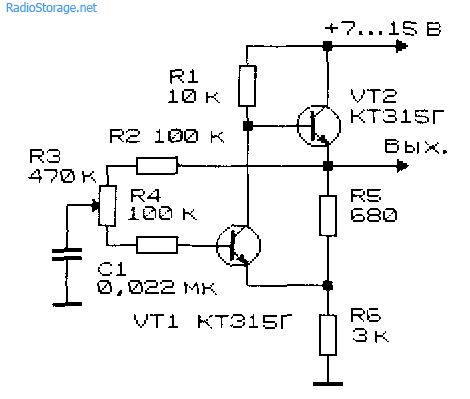 RadioStorage.net
+7...15 В
R1
10 к
VT2
КТ315Г
R2 100 к
Вых.
R3
470 к
R4
100 к
R5
680
C1
0,022 мк
VT1 КТ315Г
R6
3 к